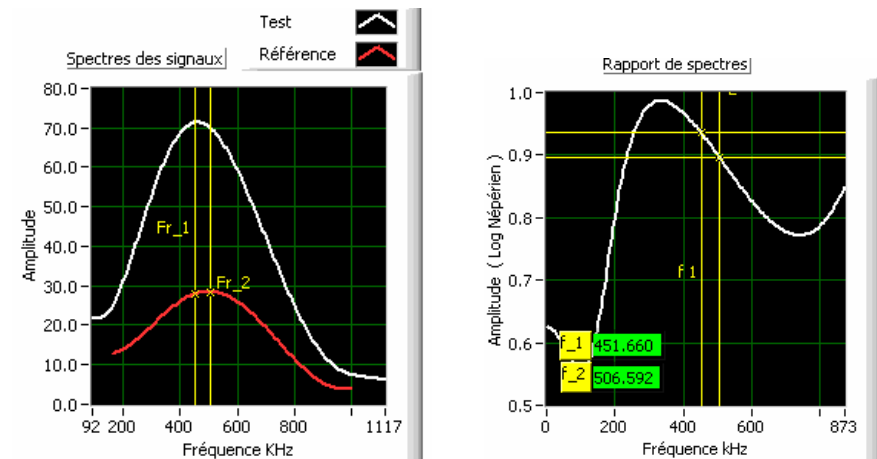 Test
Spectres des signaux
Référence
80.0
70.0
60.0
50.0
40.0
30.0
20.0
10.0
0.0
Amplitude
Fr_1
Fr_2
92 200 400 600 800 1117
Fréquence KHz
Rapport de spectres
1.0
0.9
0.8
0.7
0.6
0.5
Amplitude ( Log Népérien )
f 1
f_1 451.660
f_2 506.592
0 200 400 600 873
Fréquence kHz